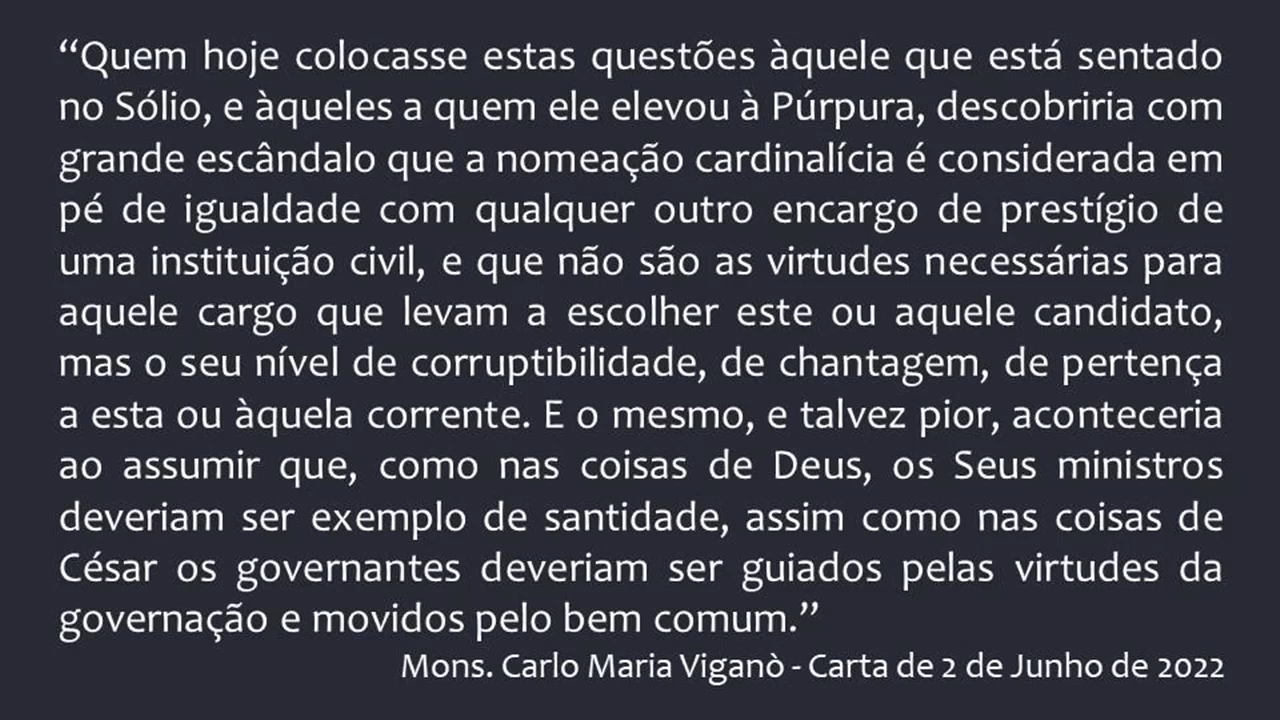 “Quem hoje colocasse estas questões àquele que está sentado
no Sólio, e àqueles a quem ele elevou à Púrpura, descobriria com
grande escândalo que a nomeação cardinalícia é considerada em
pé de igualdade com qualquer outro encargo de prestígio de
uma instituição civil, e que não são as virtudes necessárias para
aquele cargo que levam a escolher este ou aquele candidato,
mas o seu nível de corruptibilidade, de chantagem, de pertença
a esta ou àquela corrente. E o mesmo, e talvez pior, aconteceria
ao assumir que, como nas coisas de Deus, os Seus ministros
deveriam ser exemplo de santidade, assim como nas coisas de
César os governantes deveriam ser guiados pelas virtudes da
governação e movidos pelo bem comum.”
Mons. Carlo Maria Viganò - Carta de 2 de Junho de 2022